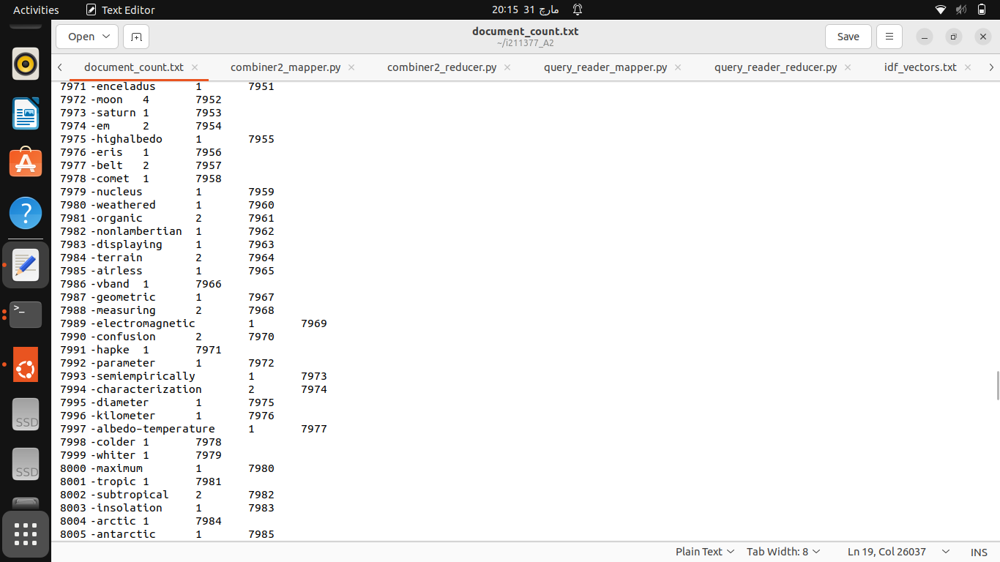 Activities Text Editor 20:15 31 مارچ
Open document_count.txt Save
~/i211377_A2
document_count.txt combiner2_mapper.py combiner2_reducer.py query_reader_mapper.py query_reader_reducer.py idf_vectors.txt
7971 -enceladus 1 7951
7972 -moon 4 7952
7973 -saturn 1 7953
7974 -em 2 7954
7975 -highalbedo 1 7955
7976 -eris 1 7956
7977 -belt 2 7957
7978 -comet 1 7958
7979 -nucleus 1 7959
7980 -weathered 1 7960
7981 -organic 2 7961
7982 -nonlambertian 1 7962
7983 -displaying 1 7963
7984 -terrain 2 7964
7985 -airless 1 7965
7986 -vband 1 7966
7987 -geometric 1 7967
7988 -measuring 2 7968
7989 -electromagnetic 1 7969
7990 -confusion 2 7970
7991 -hapke 1 7971
7992 -parameter 1 7972
7993 -semiempirically 1 7973
7994 -characterization 2 7974
7995 -diameter 1 7975
7996 -kilometer 1 7976
7997 -albedo-temperature 1 7977
7998 -colder 1 7978
7999 -whiter 1 7979
8000 -maximum 1 7980
8001 -tropic 1 7981
8002 -subtropical 2 7982
8003 -insolation 1 7983
8004 -arctic 1 7984
8005 -antarctic 1 7985
SSD
SSD
Plain Text Tab Width: 8 Ln 19, Col 26037 INS